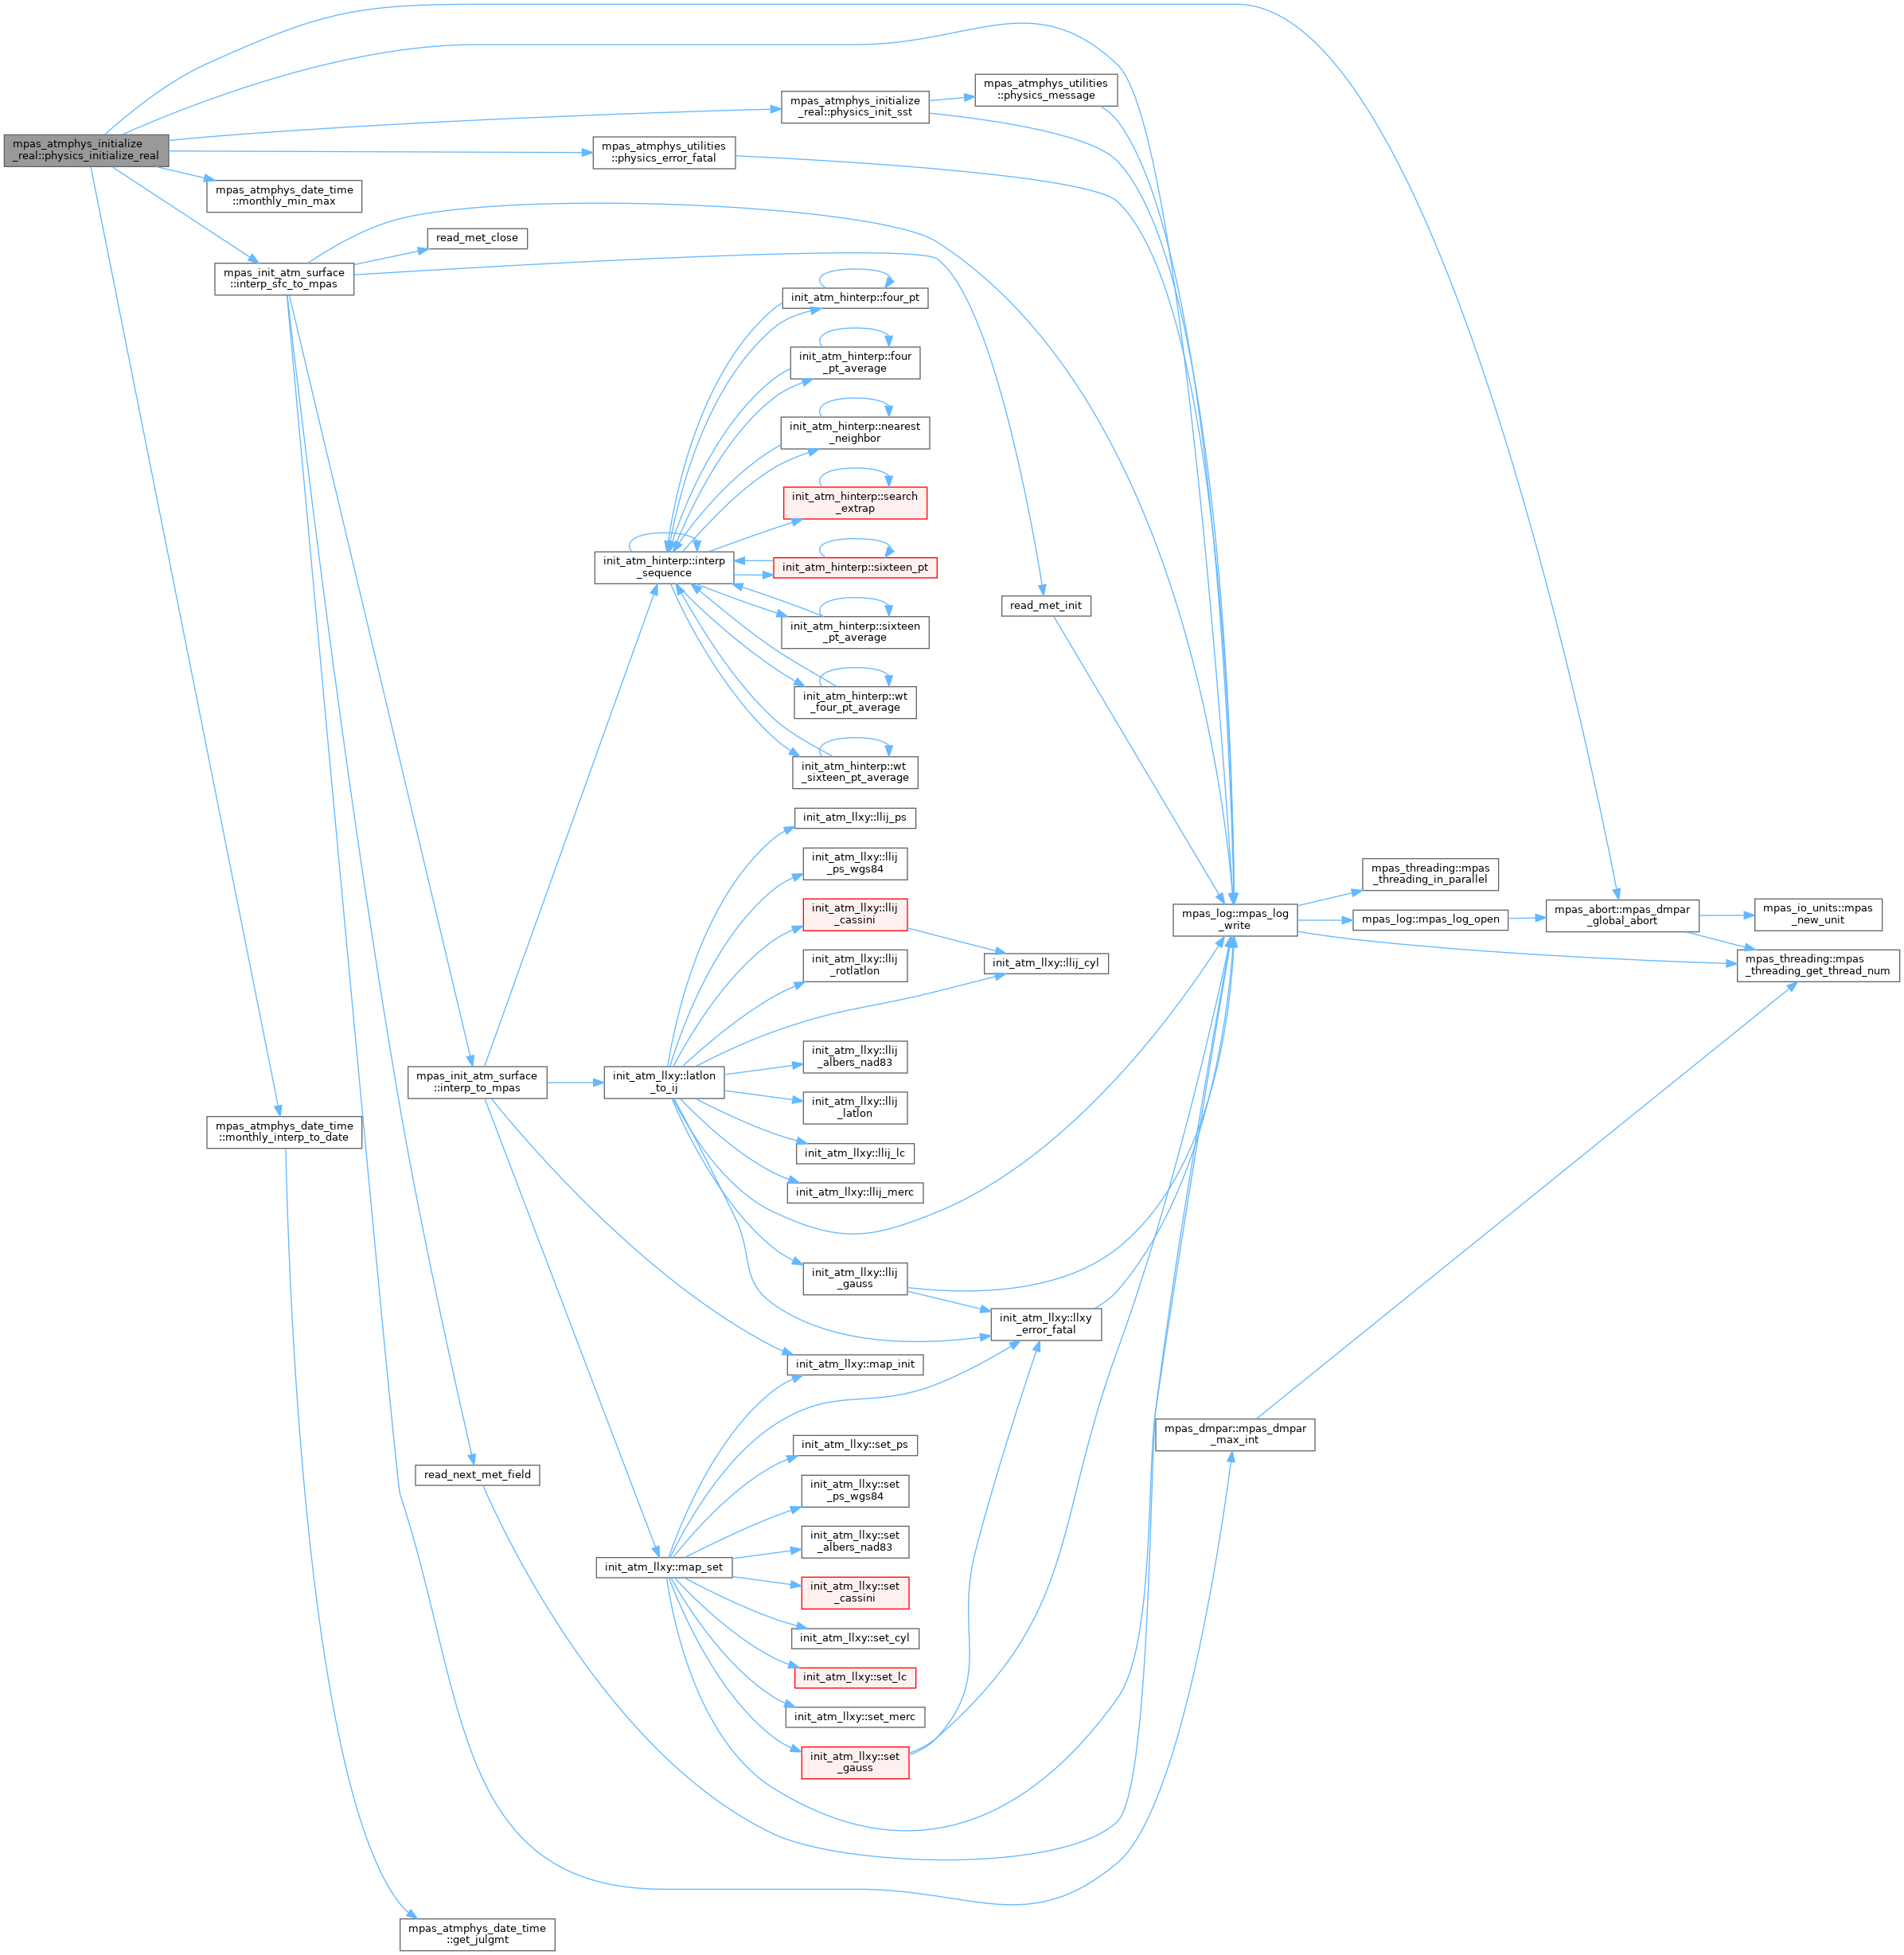 mpas_atmphys_initialize
_real::physics_initialize_real
mpas_atmphys_initialize
_real::physics_init_sst
mpas_atmphys_utilities
::physics_message
mpas_atmphys_utilities
::physics_error_fatal
mpas_atmphys_date_time
::monthly_min_max
read_met_close
mpas_init_atm_surface
::interp_sfc_to_mpas
init_atm_hinterp::four_pt
init_atm_hinterp::four
_pt_average
init_atm_hinterp::nearest
_neighbor
init_atm_hinterp::search
_extrap
init_atm_hinterp::interp
_sequence
init_atm_hinterp::sixteen_pt
read_met_init
init_atm_hinterp::sixteen
_pt_average
init_atm_hinterp::wt
_four_pt_average
init_atm_hinterp::wt
_sixteen_pt_average
init_atm_llxy::llij_ps
init_atm_llxy::llij
_ps_wgs84
mpas_threading::mpas
_threading_in_parallel
init_atm_llxy::llij
_cassini
mpas_log::mpas_log
_write
mpas_log::mpas_log_open
mpas_abort::mpas_dmpar
_global_abort
mpas_io_units::mpas
_new_unit
init_atm_llxy::llij
_rotlatlon
init_atm_llxy::llij_cyl
mpas_threading::mpas
_threading_get_thread_num
init_atm_llxy::llij
_albers_nad83
mpas_init_atm_surface
::interp_to_mpas
init_atm_llxy::latlon
_to_ij
init_atm_llxy::llij
_latlon
mpas_atmphys_date_time
::monthly_interp_to_date
init_atm_llxy::llij_lc
init_atm_llxy::llij_merc
init_atm_llxy::llij
_gauss
init_atm_llxy::llxy
_error_fatal
init_atm_llxy::map_init
mpas_dmpar::mpas_dmpar
_max_int
init_atm_llxy::set_ps
read_next_met_field
init_atm_llxy::set
_ps_wgs84
init_atm_llxy::set
_albers_nad83
init_atm_llxy::map_set
init_atm_llxy::set
_cassini
init_atm_llxy::set_cyl
init_atm_llxy::set_lc
init_atm_llxy::set_merc
init_atm_llxy::set
_gauss
mpas_atmphys_date_time
::get_julgmt